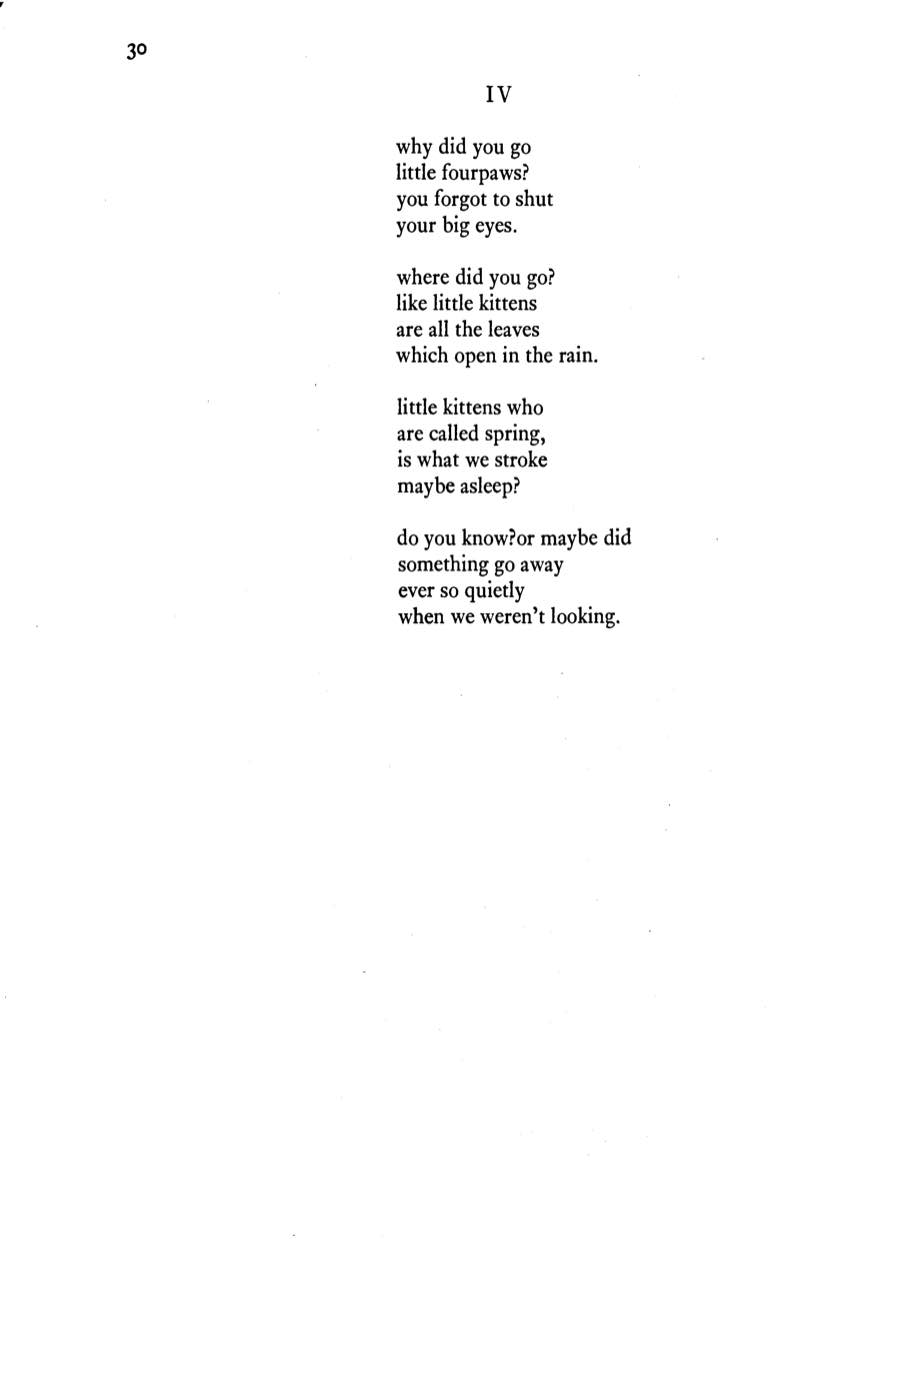 30
IV
why did you go
little fourpaws?
you forgot to shut
your big eyes.
where did you go?
like little kittens
are all the leaves
which open in the rain.
little kittens who
are called spring,
is what we stroke
maybe asleep?
do you know?or maybe did
something go away
ever so quietly
when we weren't looking.